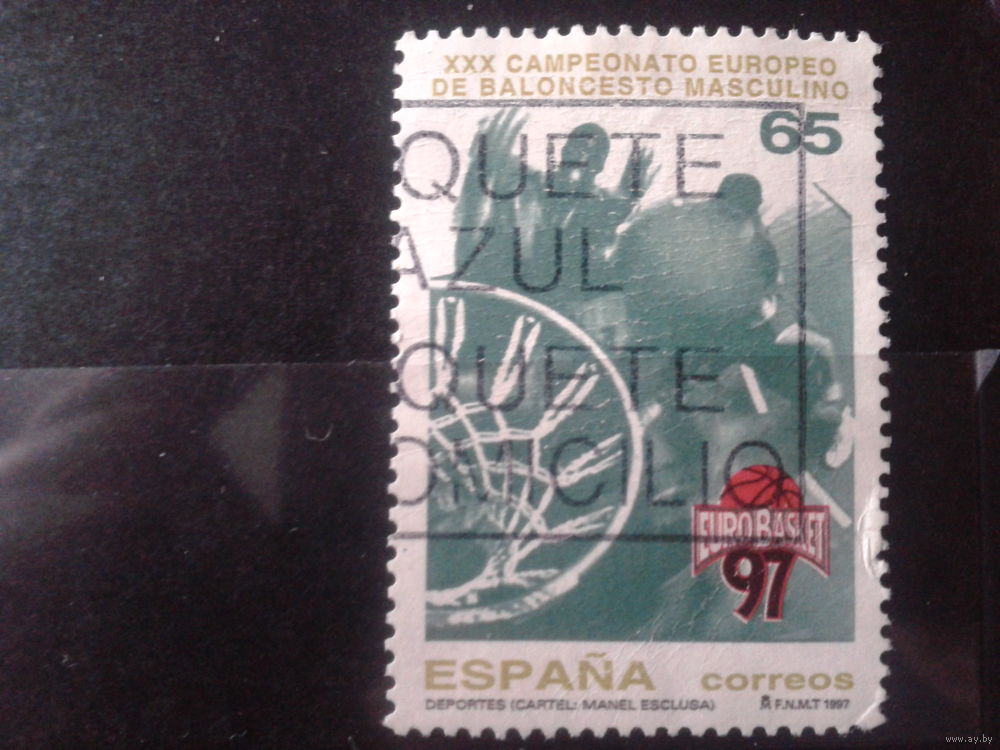 XXX CAMPEONATO EUROPEO
DE BALONCESTO MASCULINO
65
QUETE
AZUL
QUETE
OMICILIO
EUROBASKET
97
ESPAÑA correos
DEPORTES (CARTEL: MANEL ESCLUSA) F.N.M.T 1997
www.ay.by